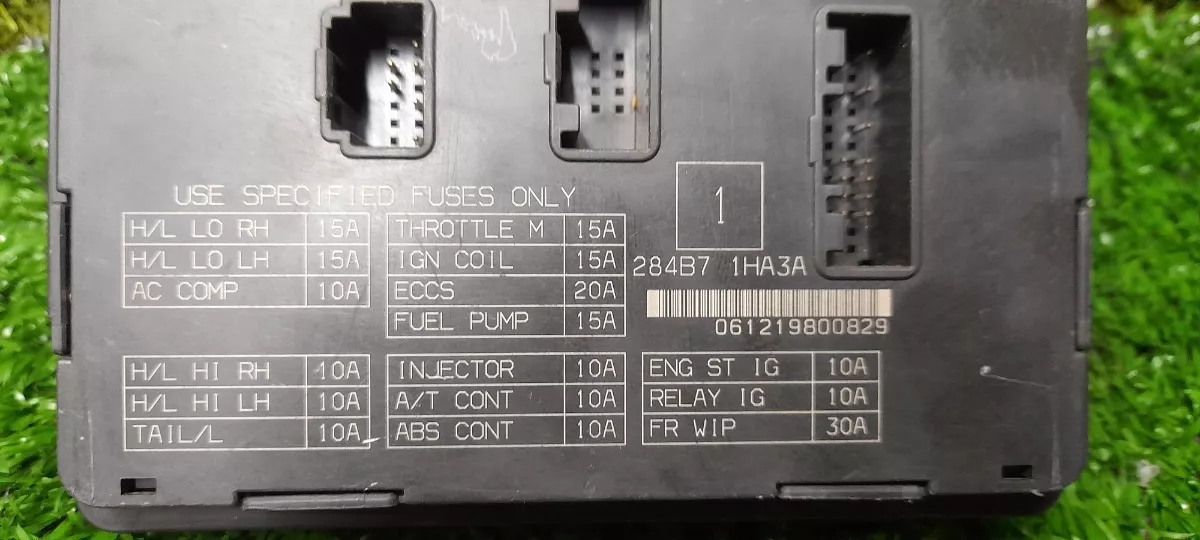 USE SPECIFIED FUSES ONLY
H/L LO RH 15A
H/L LO LH 15A
AC COMP 10A
THROTTLE M 15A
IGN COIL 15A
ECCS 20A
FUEL PUMP 15A
1
284B7 1HA3A
061219800829
H/L HI RH 10A
H/L HI LH 10A
TAIL/L 10A
INJECTOR 10A
A/T CONT 10A
ABS CONT 10A
ENG ST IG 10A
RELAY IG 10A
FR WIP 30A